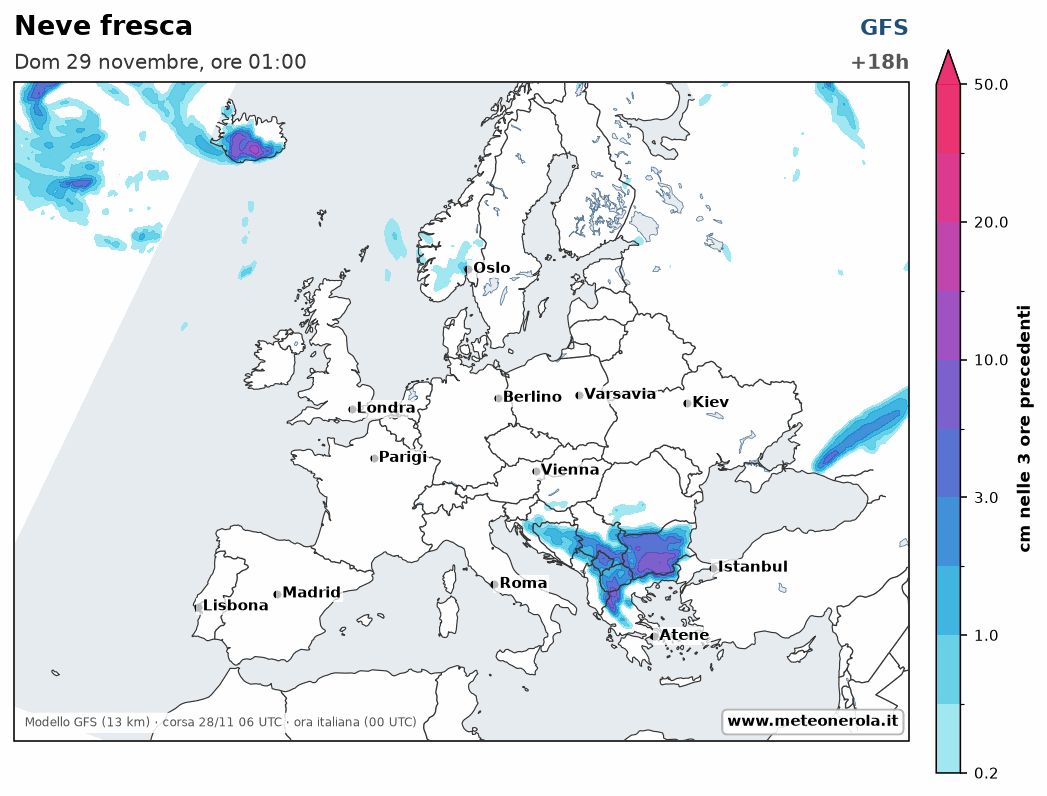 Neve fresca
GFS
Dom 29 novembre, ore 01:00
+18h
50.0
20.0
10.0
3.0
1.0
0.2
cm nelle 3 ore precedenti
Oslo
Berlino
Varsavia
Kiev
Londra
Parigi
Vienna
Istanbul
Roma
Madrid
Lisbona
Atene
Modello GFS (13 km) · corsa 28/11 06 UTC · ora italiana (00 UTC)
www.meteonerola.it